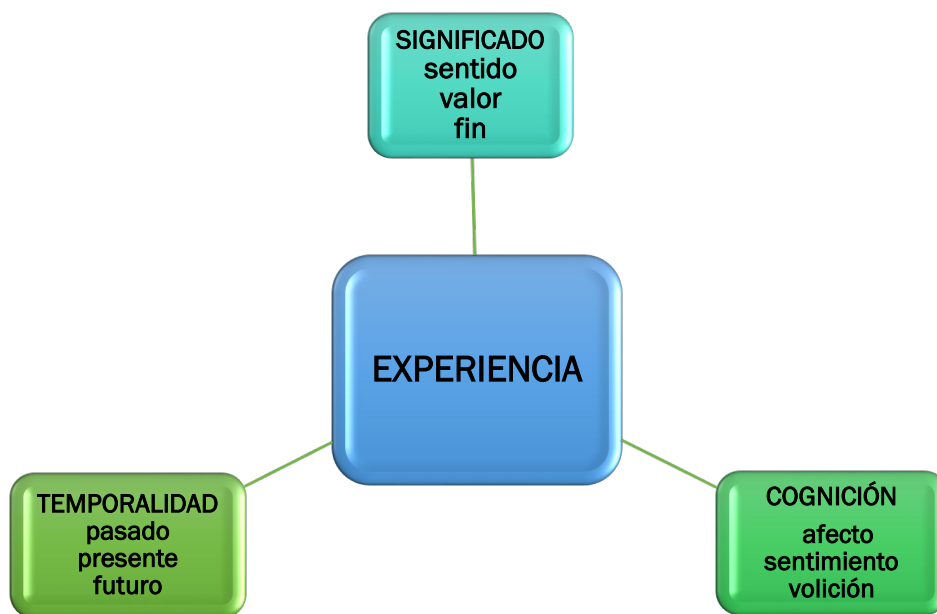 SIGNIFICADO
sentido
valor
fin
EXPERIENCIA
TEMPORALIDAD
pasado
presente
futuro
COGNICIÓN
afecto
sentimiento
volición